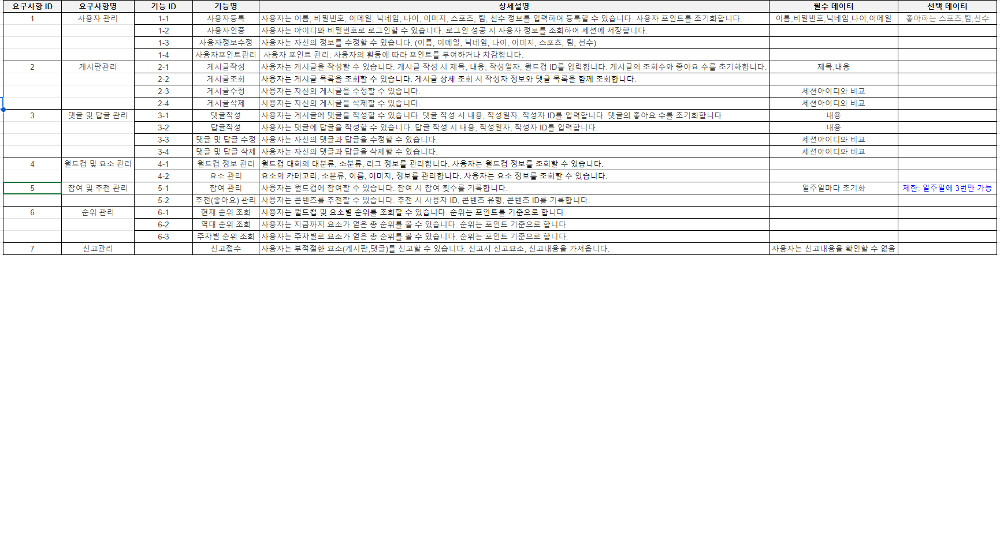 요구사항 ID 요구사항명 기능 ID 기능명 상세설명 필수 데이터 선택 데이터
1 사용자 관리 1-1 사용자등록 사용자는 이름, 비밀번호, 이메일, 닉네임, 나이, 이미지, 스포츠, 팀, 선수 정보를 입력하여 등록할 수 있습니다. 사용자 포인트를 초기화합니다. 이름,비밀번호,닉네임,나이,이메일 좋아하는 스포츠,팀,선수
1-2 사용자인증 사용자는 아이디와 비밀번호로 로그인할 수 있습니다. 로그인 성공 시 사용자 정보를 조회하여 세션에 저장합니다.
1-3 사용자정보수정 사용자는 자신의 정보를 수정할 수 있습니다. (이름, 이메일, 닉네임, 나이, 이미지, 스포츠, 팀, 선수)
1-4 사용자포인트관리 사용자 포인트 관리: 사용자의 활동에 따라 포인트를 부여하거나 차감합니다.
2 게시판관리 2-1 게시글작성 사용자는 게시글을 작성할 수 있습니다. 게시글 작성 시 제목, 내용, 작성일자, 월드컵 ID를 입력합니다. 게시글의 조회수와 좋아요 수를 초기화합니다. 제목,내용
2-2 게시글조회 사용자는 게시글 목록을 조회할 수 있습니다. 게시글 상세 조회 시 작성자 정보와 댓글 목록을 함께 조회합니다.
2-3 게시글수정 사용자는 자신의 게시글을 수정할 수 있습니다. 세션아이디와 비교
2-4 게시글삭제 사용자는 자신의 게시글을 삭제할 수 있습니다. 세션아이디와 비교
3 댓글 및 답글 관리 3-1 댓글작성 사용자는 게시글에 댓글을 작성할 수 있습니다. 댓글 작성 시 내용, 작성일자, 작성자 ID를 입력합니다. 댓글의 좋아요 수를 초기화합니다. 내용
3-2 답글작성 사용자는 댓글에 답글을 작성할 수 있습니다. 답글 작성 시 내용, 작성일자, 작성자 ID를 입력합니다. 내용
3-3 댓글 및 답글 수정 사용자는 자신의 댓글과 답글을 수정할 수 있습니다. 세션아이디와 비교
3-4 댓글 및 답글 삭제 사용자는 자신의 댓글과 답글을 삭제할 수 있습니다. 세션아이디와 비교
4 월드컵 및 요소 관리 4-1 월드컵 정보 관리 월드컵 대회의 대분류, 소분류, 리그 정보를 관리합니다. 사용자는 월드컵 정보를 조회할 수 있습니다.
4-2 요소 관리 요소의 카테고리, 소분류, 이름, 이미지, 정보를 관리합니다. 사용자는 요소 정보를 조회할 수 있습니다.
5 참여 및 추천 관리 5-1 참여 관리 사용자는 월드컵에 참여할 수 있습니다. 참여 시 참여 횟수를 기록합니다. 일주일마다 초기화 제한: 일주일에 3번만 가능
5-2 추천(좋아요) 관리 사용자는 콘텐츠를 추천할 수 있습니다. 추천 시 사용자 ID, 콘텐츠 유형, 콘텐츠 ID를 기록합니다.
6 순위 관리 6-1 현재 순위 조회 사용자는 월드컵 및 요소별 순위를 조회할 수 있습니다. 순위는 포인트를 기준으로 합니다.
6-2 역대 순위 조회 사용자는 지금까지 요소가 얻은 총 순위를 볼 수 있습니다. 순위는 포인트 기준으로 합니다.
6-3 주차별 순위 조회 사용자는 주차별로 요소가 얻은 총 순위를 볼 수 있습니다. 순위는 포인트 기준으로 합니다.
7 신고관리 신고접수 사용자는 부적절한 요소(게시판,댓글)를 신고할 수 있습니다. 신고시 신고요소, 신고내용을 가져옵니다. 사용자는 신고내용을 확인할 수 없음